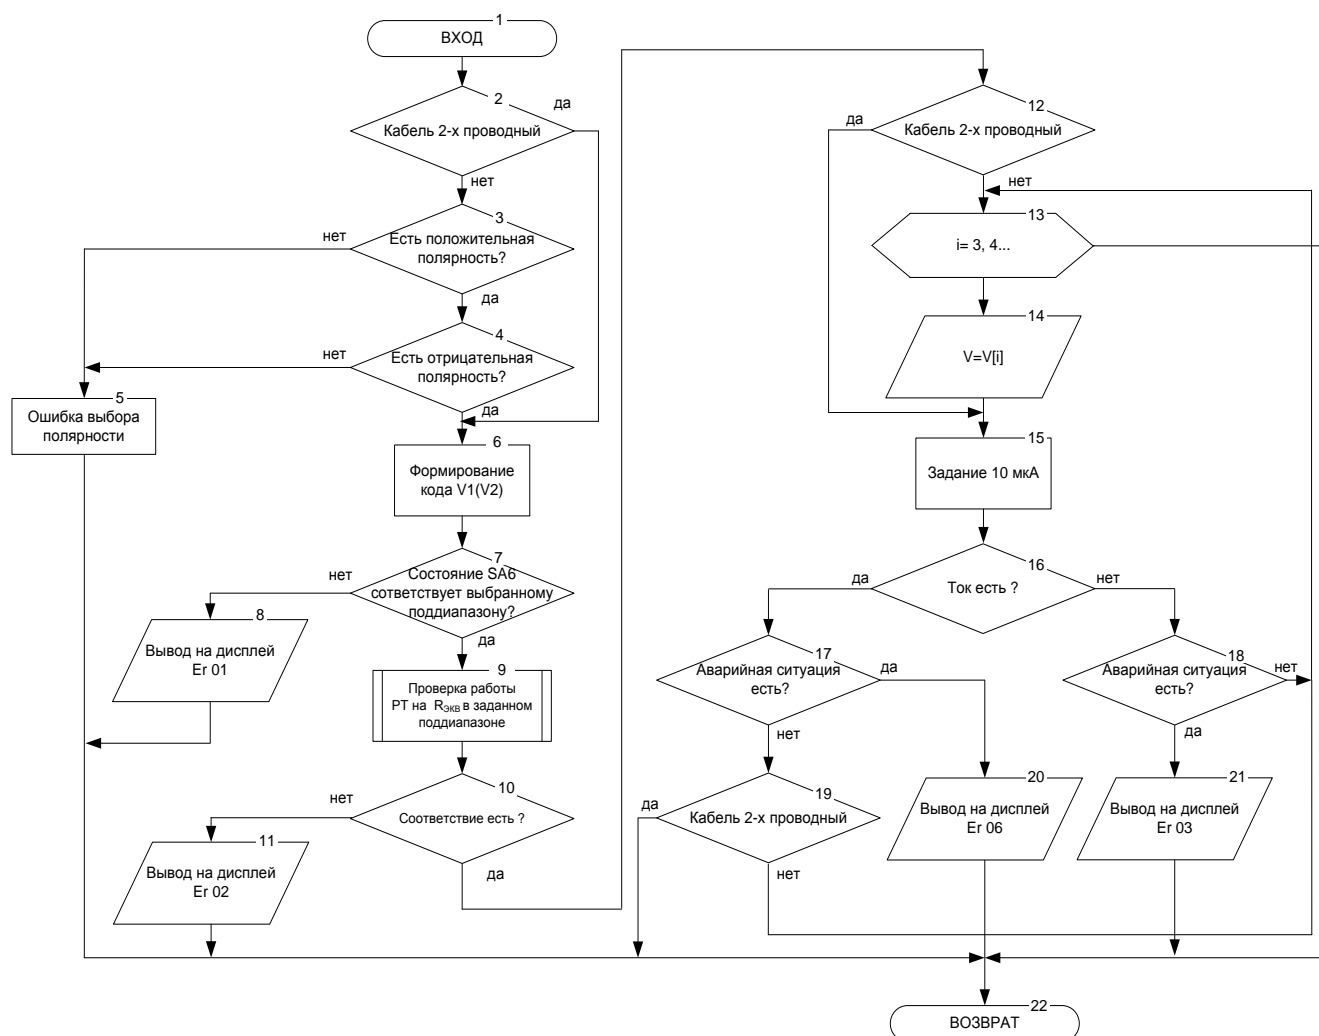 1
ВХОД
2
да
Кабель 2-х проводный
нет
3
нет
Есть положительная
полярность?
да
4
нет
Есть отрицательная
полярность?
да
5
Ошибка выбора
полярности
6
Формирование
кода V1(V2)
7
нет
Состояние SA6
сответствует выбранному
поддиапазону?
да
8
Вывод на дисплей
Er 01
9
Проверка работы
РТ на RЭКВ в заданном
поддиапазоне
10
нет
Соответствие есть ?
да
11
Вывод на дисплей
Er 02
12
да
Кабель 2-х проводный
нет
13
i= 3, 4...
14
V=V[i]
15
Задание 10 мкА
16
да
Ток есть ?
нет
17
Аварийная ситуация
есть?
да
нет
18
Аварийная ситуация
есть?
нет
да
19
да
Кабель 2-х проводный
нет
20
Вывод на дисплей
Er 06
21
Вывод на дисплей
Er 03
22
ВОЗВРАТ